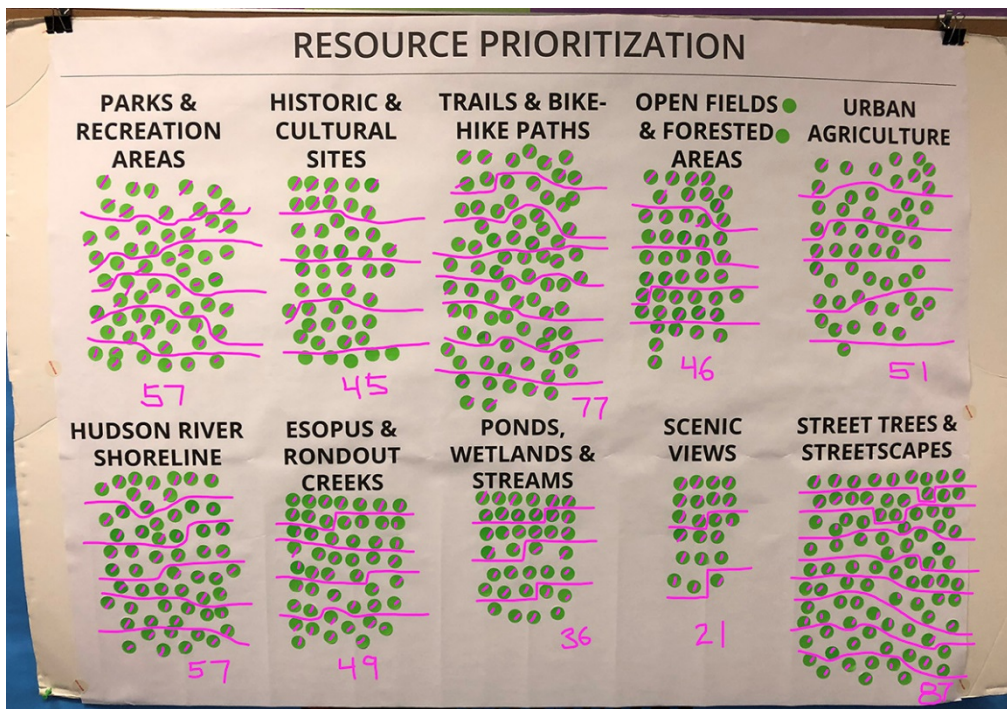 RESOURCE PRIORITIZATION
PARKS &
RECREATION
AREAS
57
HISTORIC &
CULTURAL
SITES
45
TRAILS & BIKE-
HIKE PATHS
77
OPEN FIELDS
& FORESTED
AREAS
46
URBAN
AGRICULTURE
51
HUDSON RIVER
SHORELINE
57
ESOPUS &
RONDOUT
CREEKS
49
PONDS,
WETLANDS &
STREAMS
36
SCENIC
VIEWS
21
STREET TREES &
STREETSCAPES
87